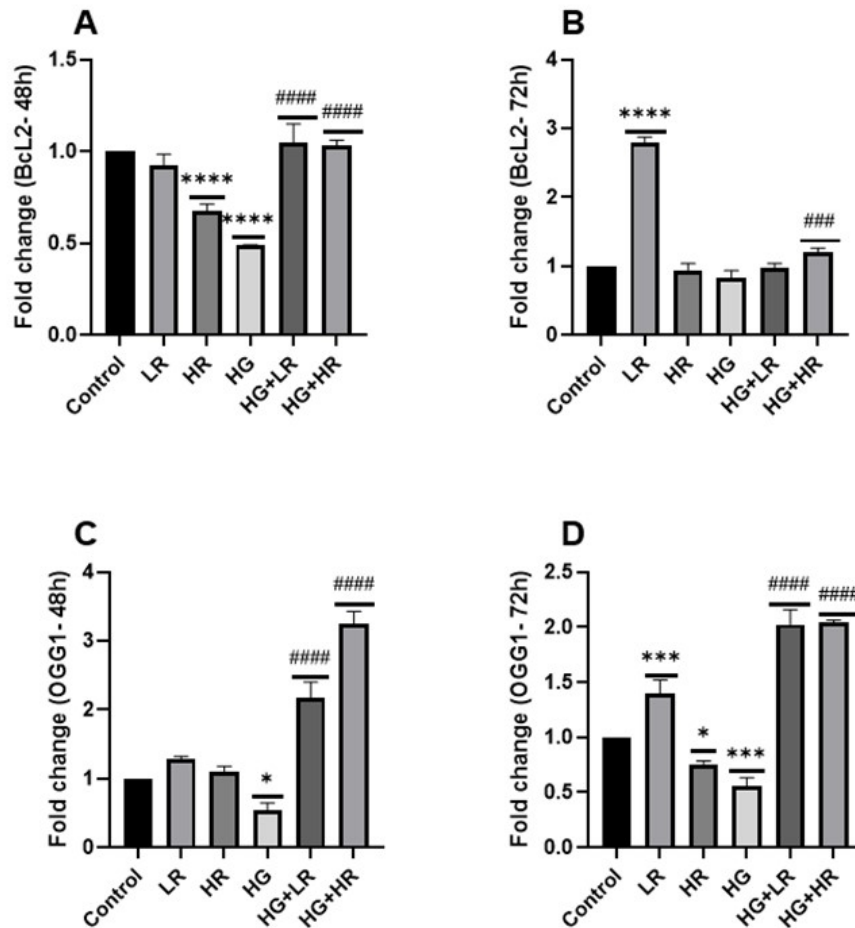 A
Fold change (BcL2- 48h)
1.5
1.0
0.5
0.0
****
****
####
####
Control
LR
HR
HG
HG+LR
HG+HR
B
Fold change (BcL2- 72h)
4
3
2
1
0
****
###
Control
LR
HR
HG
HG+LR
HG+HR
C
Fold change (OGG1- 48h)
4
3
2
1
0
*
####
####
Control
LR
HR
HG
HG+LR
HG+HR
D
Fold change (OGG1- 72h)
2.5
2.0
1.5
1.0
0.5
0.0
***
*
***
####
####
Control
LR
HR
HG
HG+LR
HG+HR